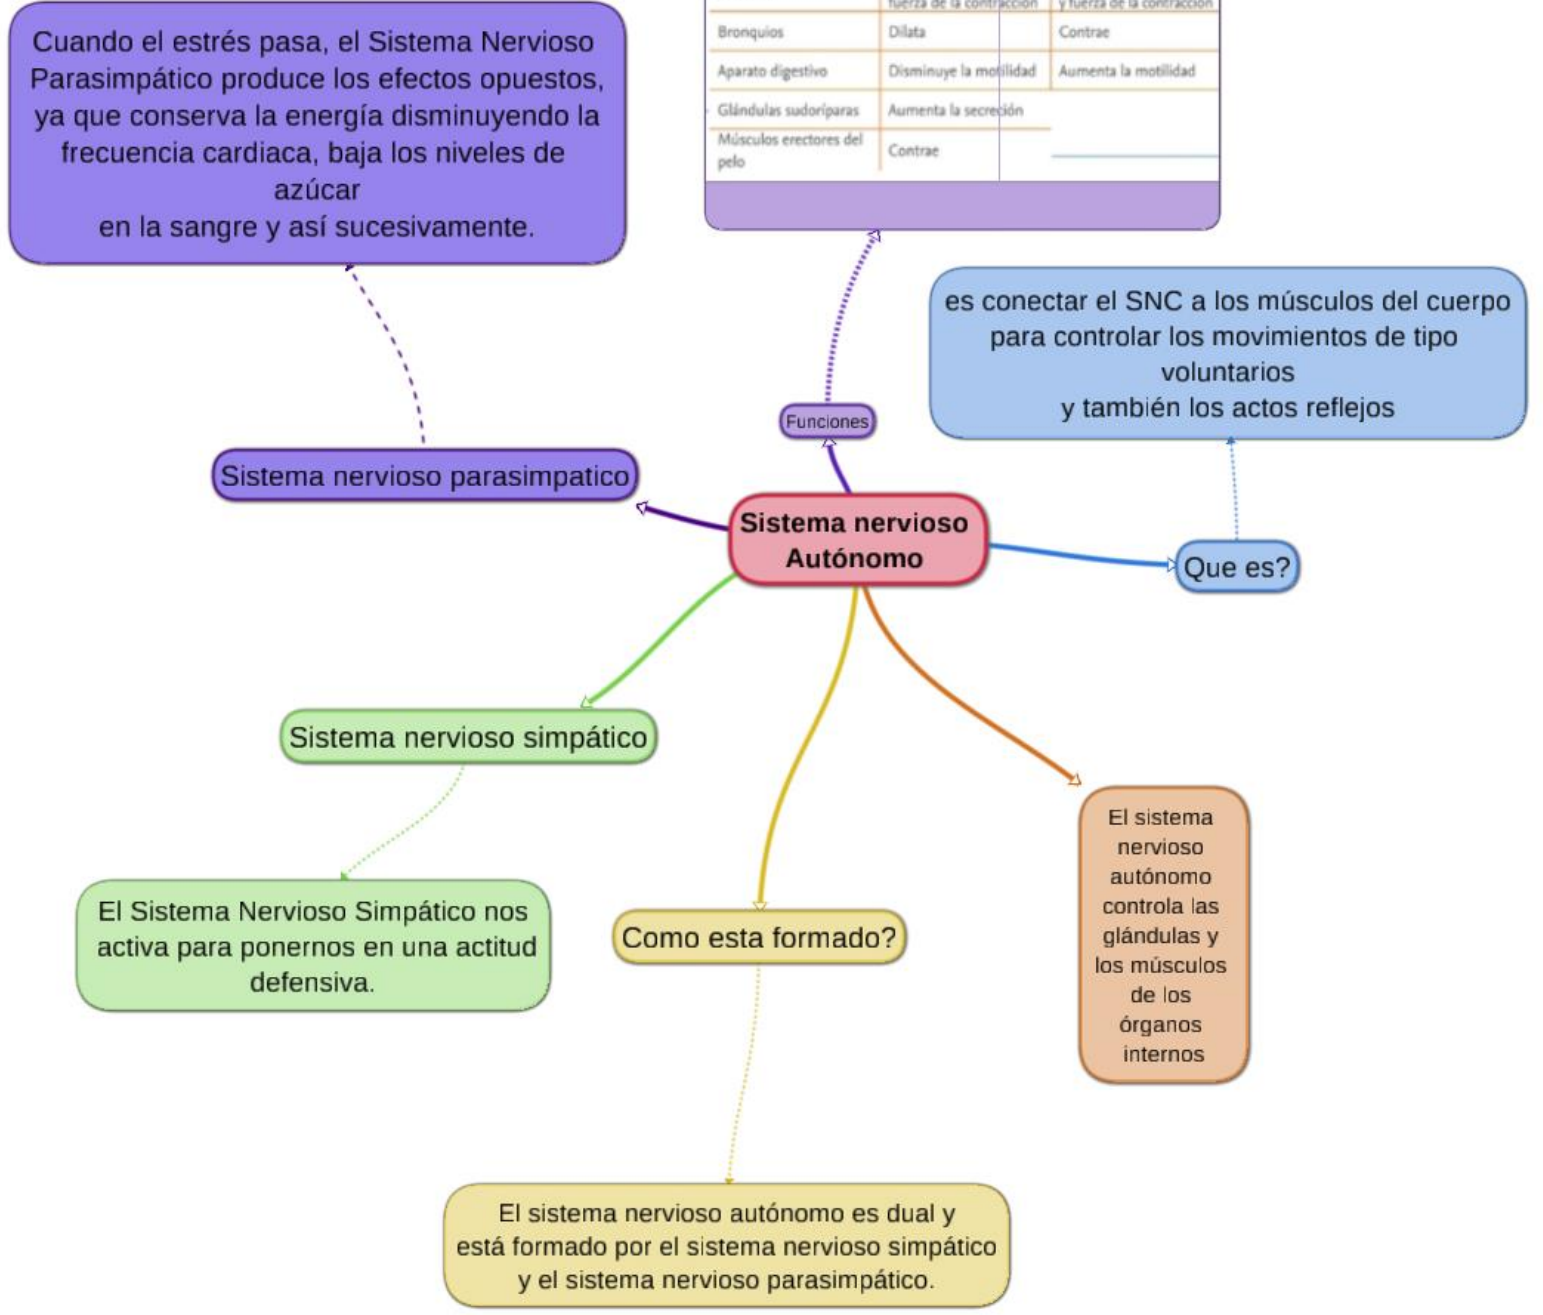 Cuando el estrés pasa, el Sistema Nervioso
Parasimpático produce los efectos opuestos,
ya que conserva la energía disminuyendo la
frecuencia cardiaca, baja los niveles de
azúcar
en la sangre y así sucesivamente.
fuerza de la contracción y fuerza de la contracción
Bronquios Dilata Contrae
Aparato digestivo Disminuye la motilidad Aumenta la motilidad
Glándulas sudoríparas Aumenta la secreción
Músculos erectores del
pelo
Contrae
es conectar el SNC a los músculos del cuerpo
para controlar los movimientos de tipo
voluntarios
y también los actos reflejos
Funciones
Sistema nervioso parasimpatico
Sistema nervioso
Autónomo
Que es?
Sistema nervioso simpático
El Sistema Nervioso Simpático nos
activa para ponernos en una actitud
defensiva.
Como esta formado?
El sistema
nervioso
autónomo
controla las
glándulas y
los músculos
de los
órganos
internos
El sistema nervioso autónomo es dual y
está formado por el sistema nervioso simpático
y el sistema nervioso parasimpático.